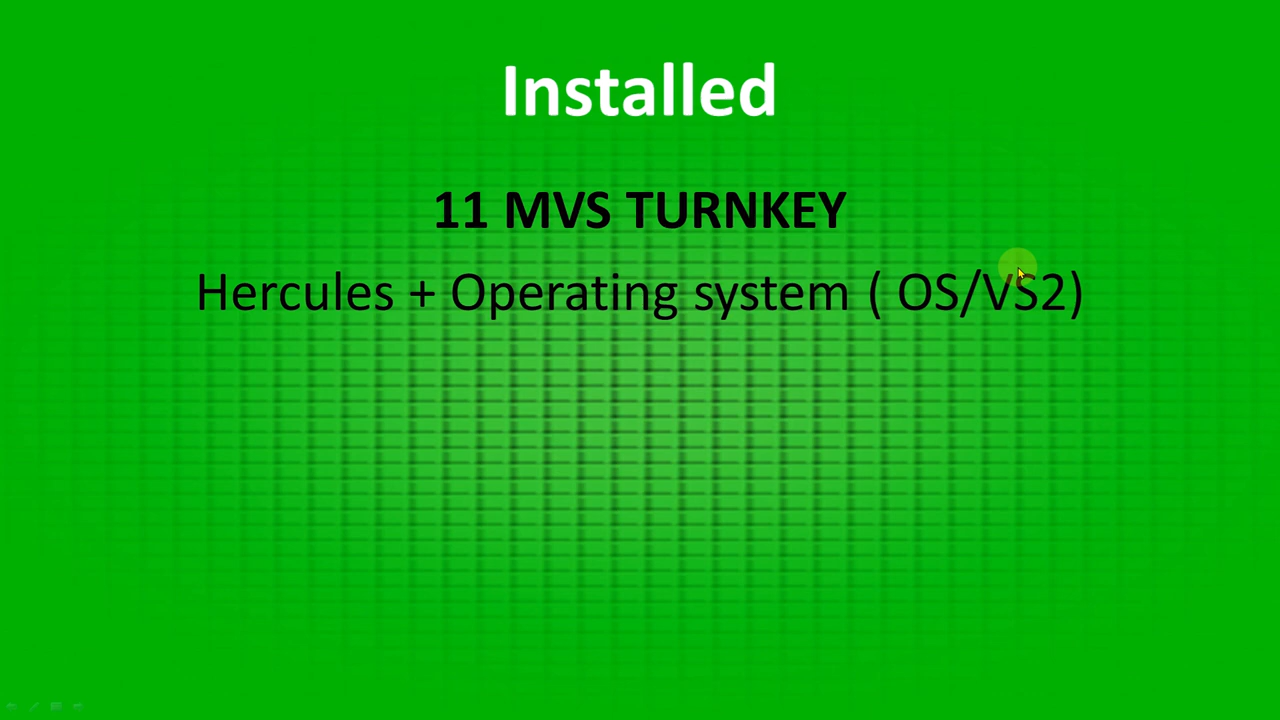 Installed
11 MVS TURNKEY
Hercules + Operating system ( OS/VS2)